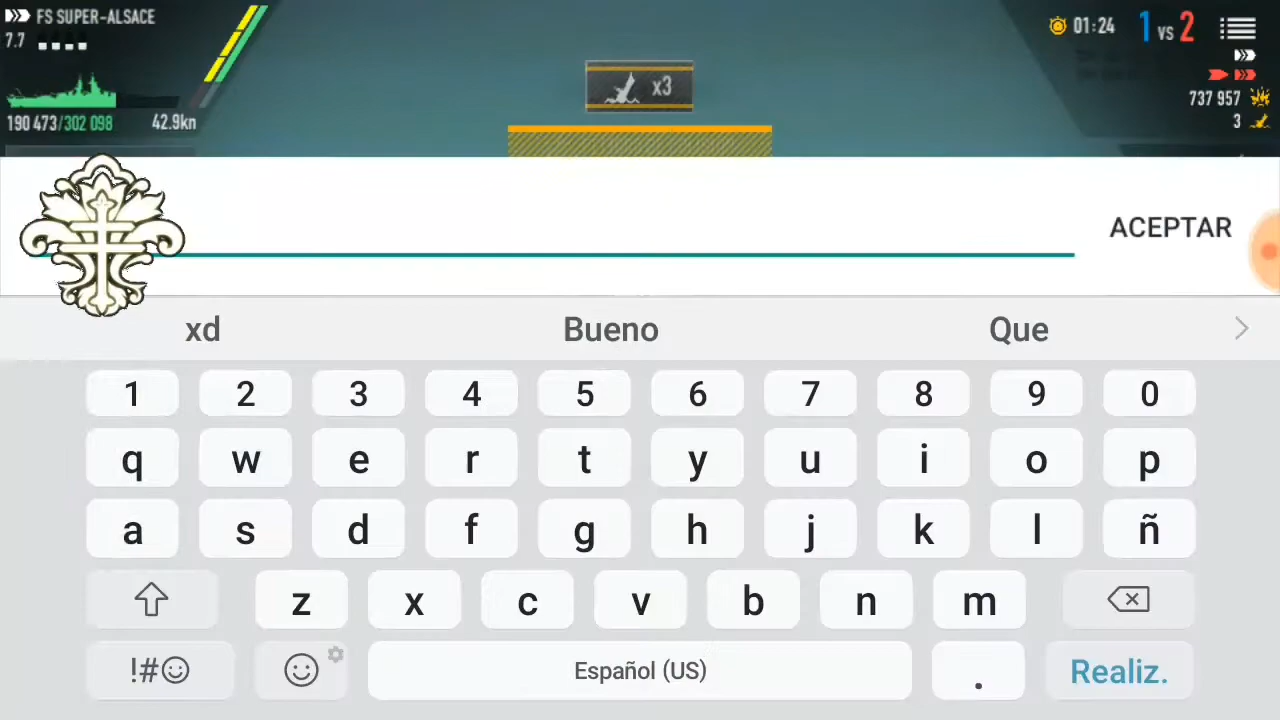 FS SUPER-ALSACE
7.7
190 473/302 098
42.9kn
x3
01:24
1 vs 2
737 957
3
ACEPTAR
xd Bueno Que
1 2 3 4 5 6 7 8 9 0
q w e r t y u i o p
a s d f g h j k l ñ
z x c v b n m
!#
Español (US)
.
Realiz.